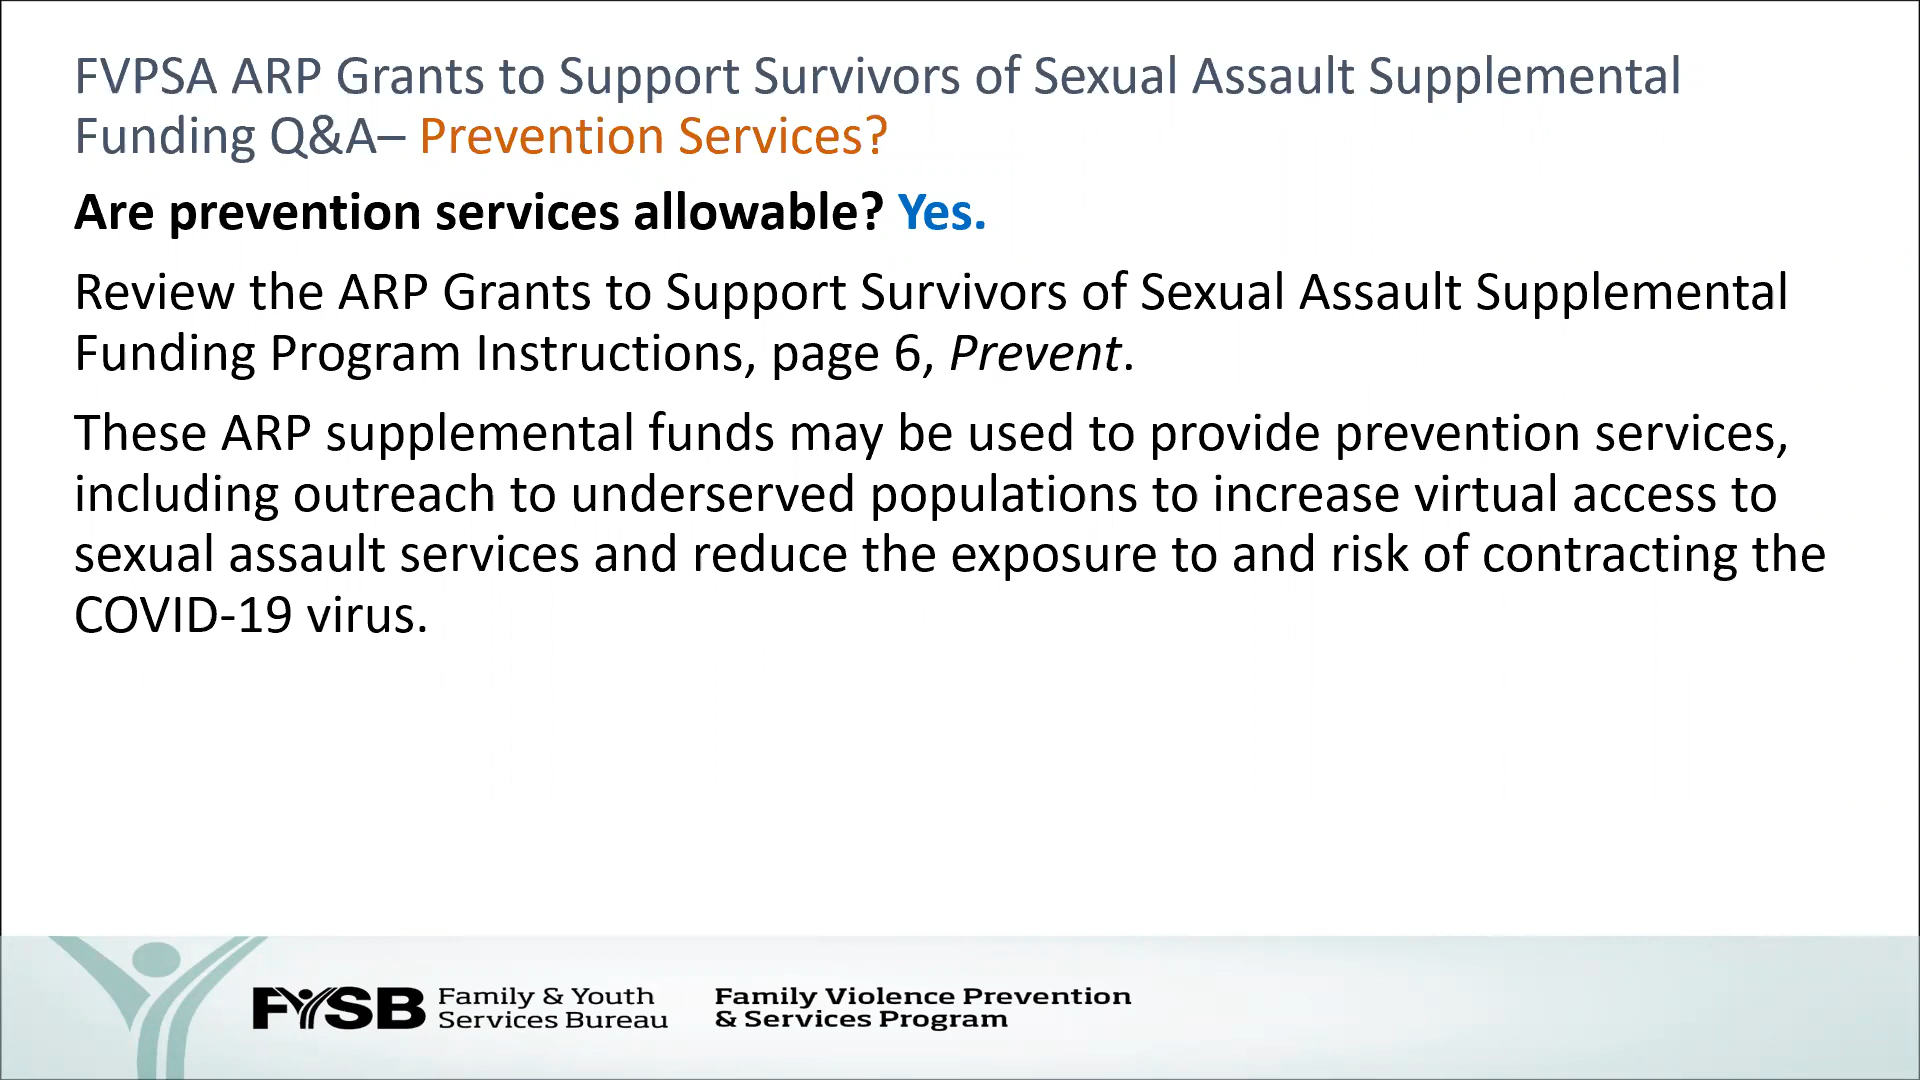 FVPSA ARP Grants to Support Survivors of Sexual Assault Supplemental
Funding Q&A– Prevention Services?
Are prevention services allowable? Yes.
Review the ARP Grants to Support Survivors of Sexual Assault Supplemental
Funding Program Instructions, page 6, Prevent.
These ARP supplemental funds may be used to provide prevention services,
including outreach to underserved populations to increase virtual access to
sexual assault services and reduce the exposure to and risk of contracting the
COVID-19 virus.
FYSB Family & Youth
Services Bureau
Family Violence Prevention
& Services Program